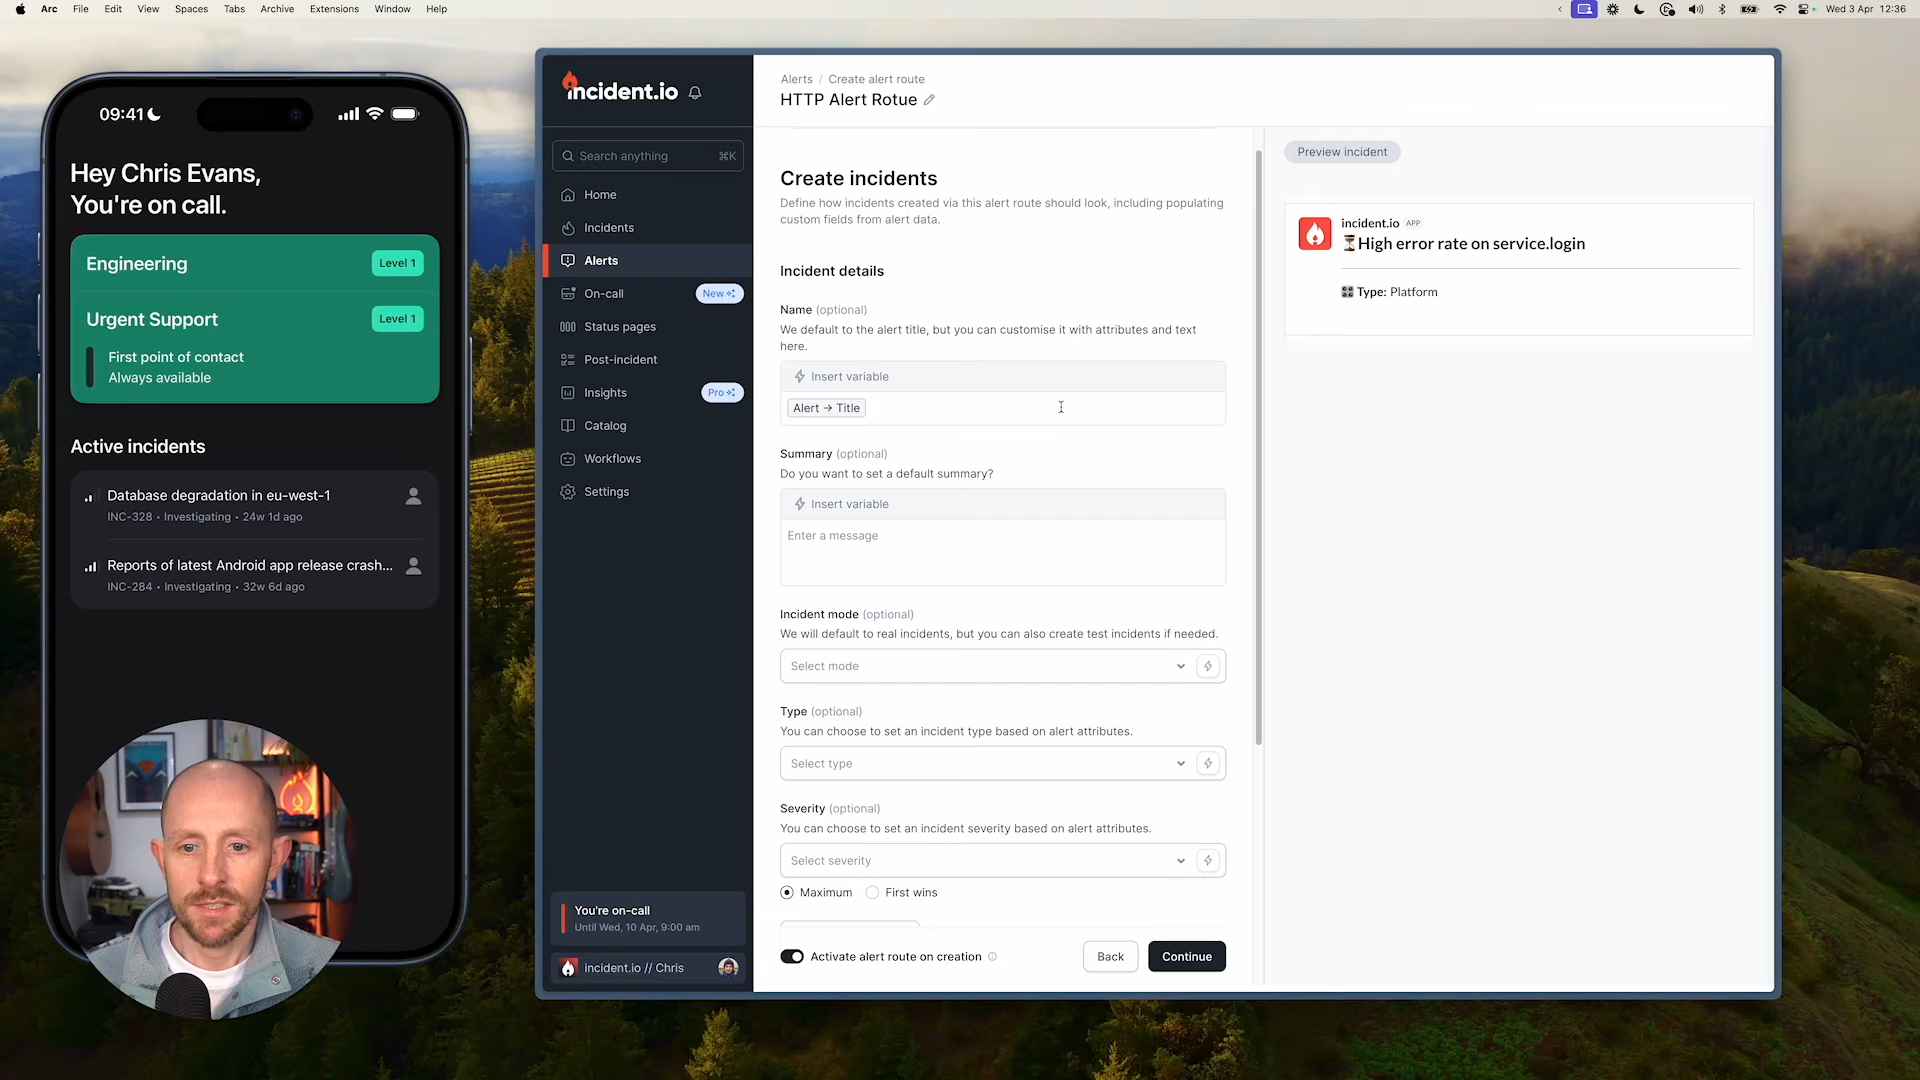 Arc File Edit View Spaces Tabs Archive Extensions Window Help
Wed 3 Apr 12:36
09:41
Hey Chris Evans,
You're on call.
Engineering
Level 1
Urgent Support
Level 1
First point of contact
Always available
Active incidents
Database degradation in eu-west-1
INC-328 • Investigating • 24w 1d ago
Reports of latest Android app release crash...
INC-284 • Investigating • 32w 6d ago
incident.io
Search anything ⌘K
Home
Incidents
Alerts
On-call New
Status pages
Post-incident
Insights Pro
Catalog
Workflows
Settings
You're on-call
Until Wed, 10 Apr, 9:00 am
incident.io // Chris
Alerts / Create alert route
HTTP Alert Rotue
Create incidents
Define how incidents created via this alert route should look, including populating
custom fields from alert data.
Incident details
Name (optional)
We default to the alert title, but you can customise it with attributes and text
here.
Insert variable
Alert → Title
Summary (optional)
Do you want to set a default summary?
Insert variable
Enter a message
Incident mode (optional)
We will default to real incidents, but you can also create test incidents if needed.
Select mode
Type (optional)
You can choose to set an incident type based on alert attributes.
Select type
Severity (optional)
You can choose to set an incident severity based on alert attributes.
Select severity
Maximum First wins
Activate alert route on creation
Back
Continue
Preview incident
incident.io APP
⏳High error rate on service.login
🎛️ Type: Platform